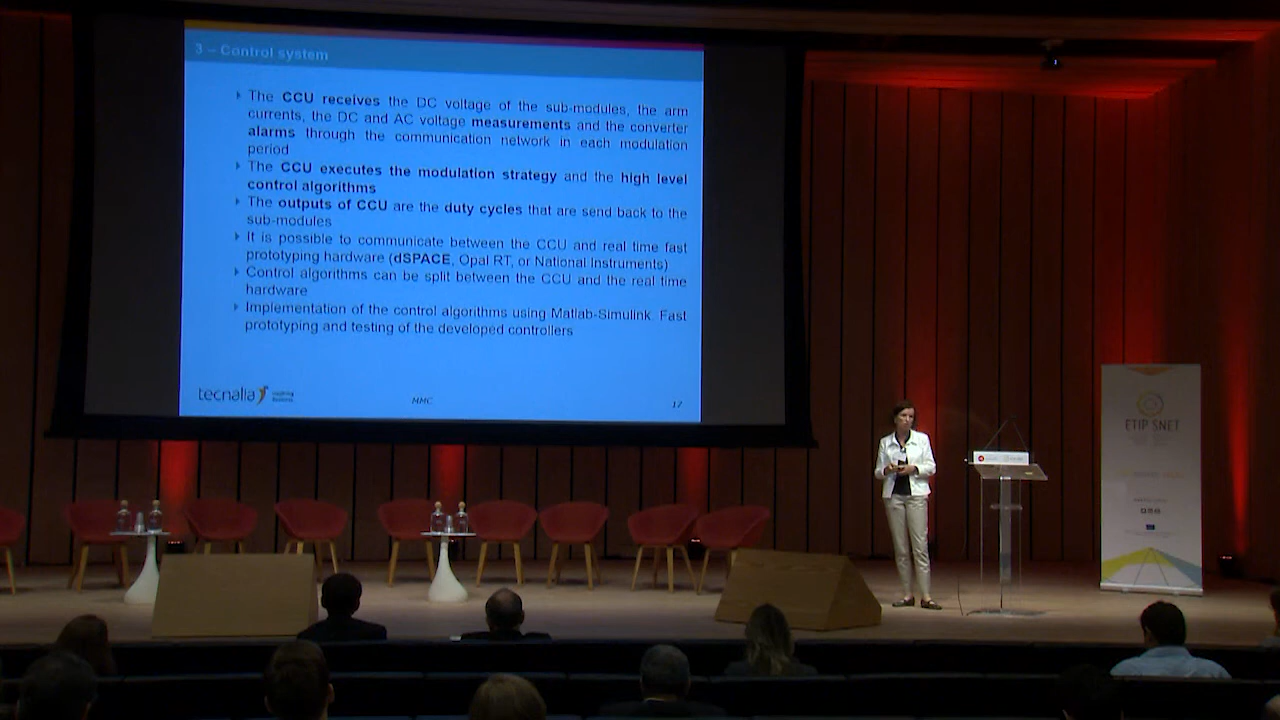 3 – Control system
The CCU receives the DC voltage of the sub-modules, the arm
currents, the DC and AC voltage measurements and the converter
alarms through the communication network in each modulation
period
The CCU executes the modulation strategy and the high level
control algorithms
The outputs of CCU are the duty cycles that are send back to the
sub-modules
It is possible to communicate between the CCU and real time fast
prototyping hardware (dSPACE, Opal RT, or National Instruments)
Control algorithms can be split between the CCU and the real time
hardware
Implementation of the control algorithms using Matlab-Simulink. Fast
prototyping and testing of the developed controllers
tecnalia
MMC
17
ETIP SNET